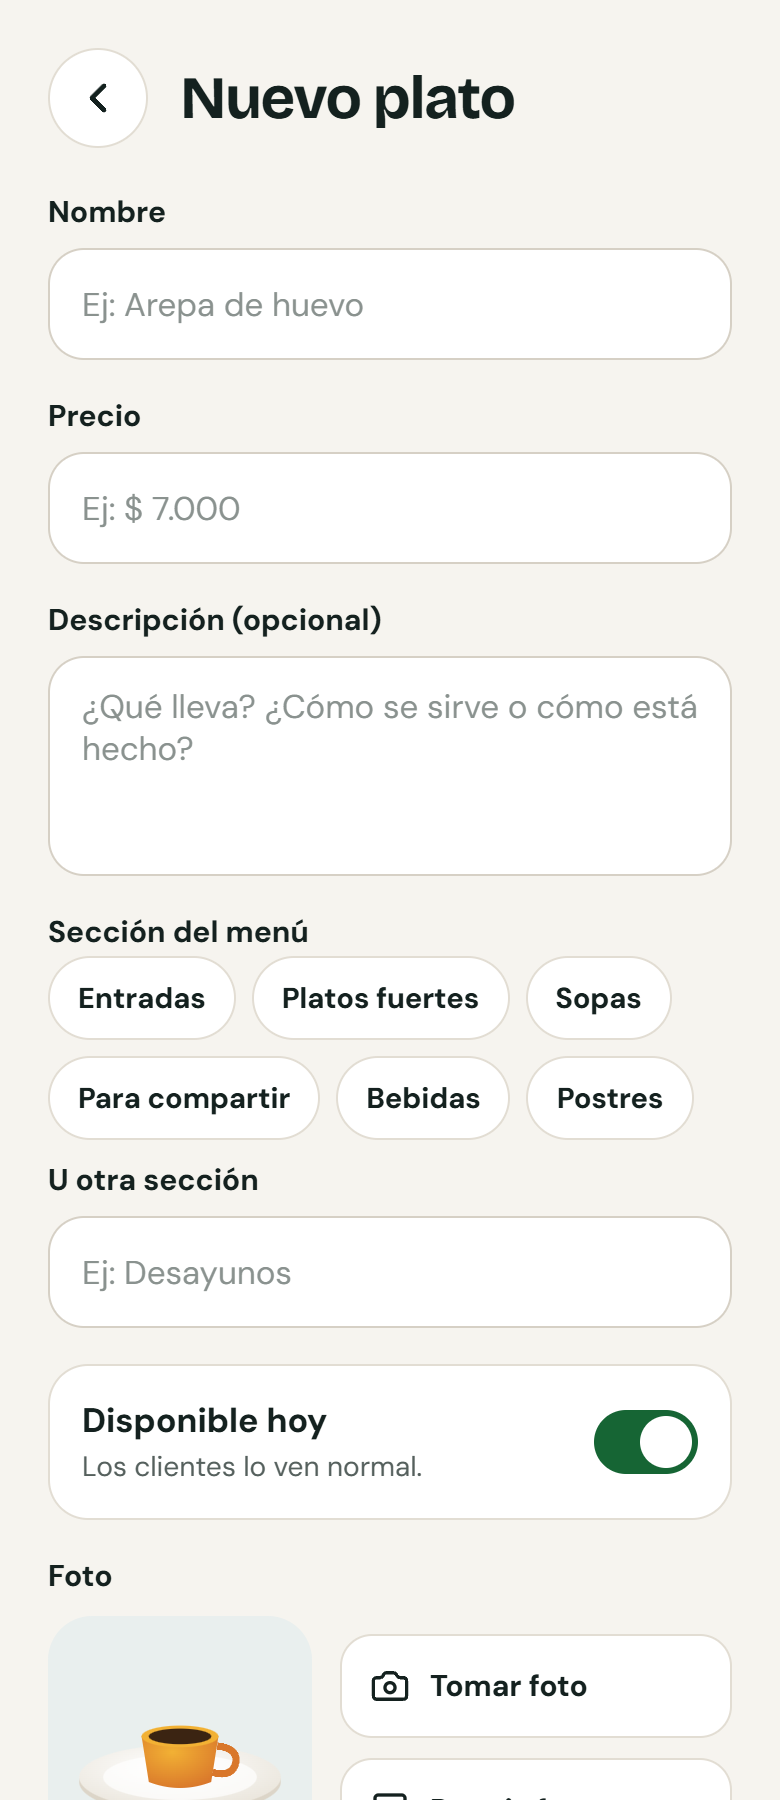 Nuevo plato
Nombre
Ej: Arepa de huevo
Precio
Ej: $ 7.000
Descripción (opcional)
¿Qué lleva? ¿Cómo se sirve o cómo está
hecho?
Sección del menú
Entradas
Platos fuertes
Sopas
Para compartir
Bebidas
Postres
U otra sección
Ej: Desayunos
Disponible hoy
Los clientes lo ven normal.
Foto
Tomar foto